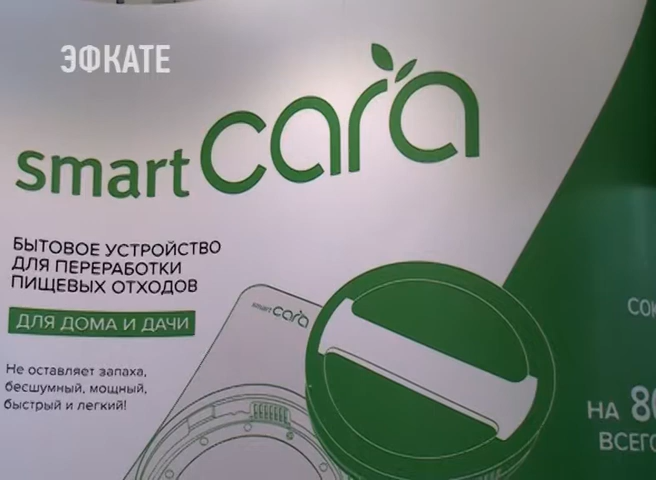 ЭФКАТЕ
smart cara
БЫТОВОЕ УСТРОЙСТВО
ДЛЯ ПЕРЕРАБОТКИ
ПИЩЕВЫХ ОТХОДОВ
ДЛЯ ДОМА И ДАЧИ
Не оставляет запаха,
бесшумный, мощный,
быстрый и легкий!
smart cara
НА
ВСЕГО